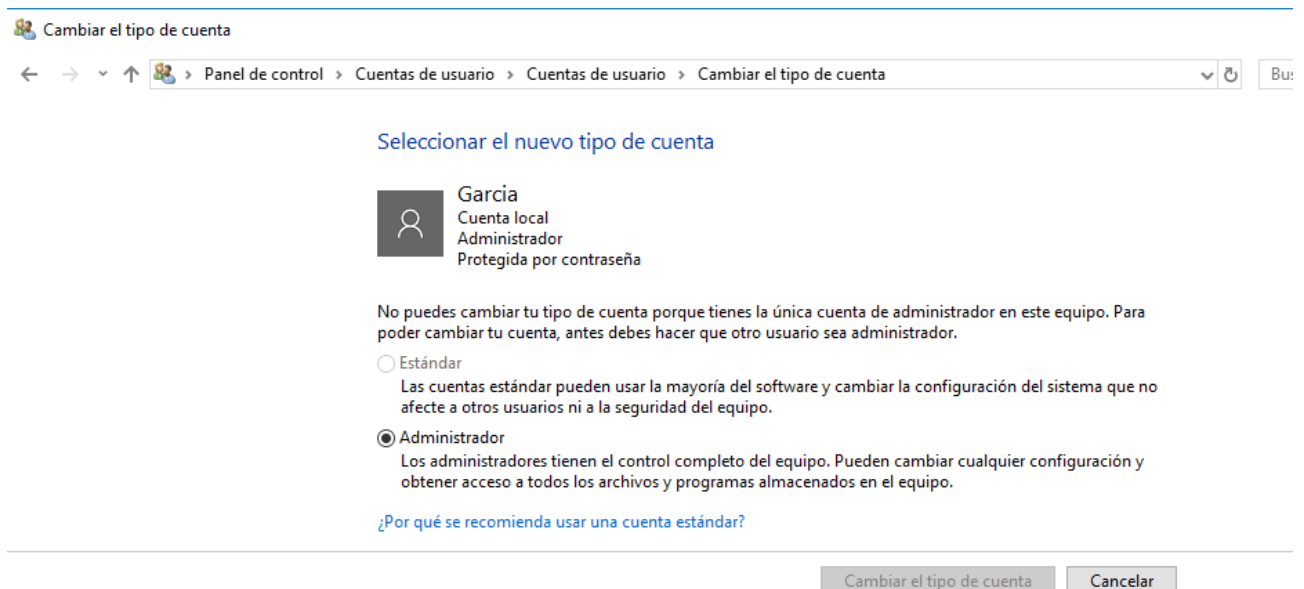 Cambiar el tipo de cuenta
Panel de control > Cuentas de usuario > Cuentas de usuario > Cambiar el tipo de cuenta
Bus
Seleccionar el nuevo tipo de cuenta
Garcia
Cuenta local
Administrador
Protegida por contraseña
No puedes cambiar tu tipo de cuenta porque tienes la única cuenta de administrador en este equipo. Para
poder cambiar tu cuenta, antes debes hacer que otro usuario sea administrador.
Estándar
Las cuentas estándar pueden usar la mayoría del software y cambiar la configuración del sistema que no
afecte a otros usuarios ni a la seguridad del equipo.
Administrador
Los administradores tienen el control completo del equipo. Pueden cambiar cualquier configuración y
obtener acceso a todos los archivos y programas almacenados en el equipo.
¿Por qué se recomienda usar una cuenta estándar?
Cambiar el tipo de cuenta
Cancelar